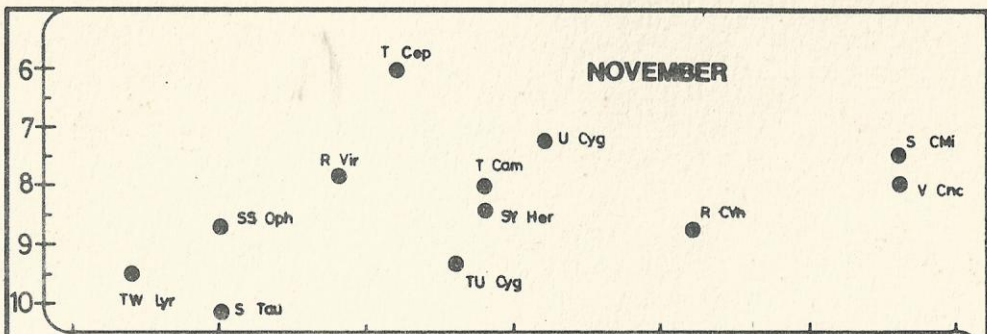 T Cep
6
NOVEMBER
7
U Cyg
R Vir
T Cam
S CMi
8
V Cnc
SS Oph
SY Her
R CVn
9
TW Lyr
TU Cyg
10
S Tau